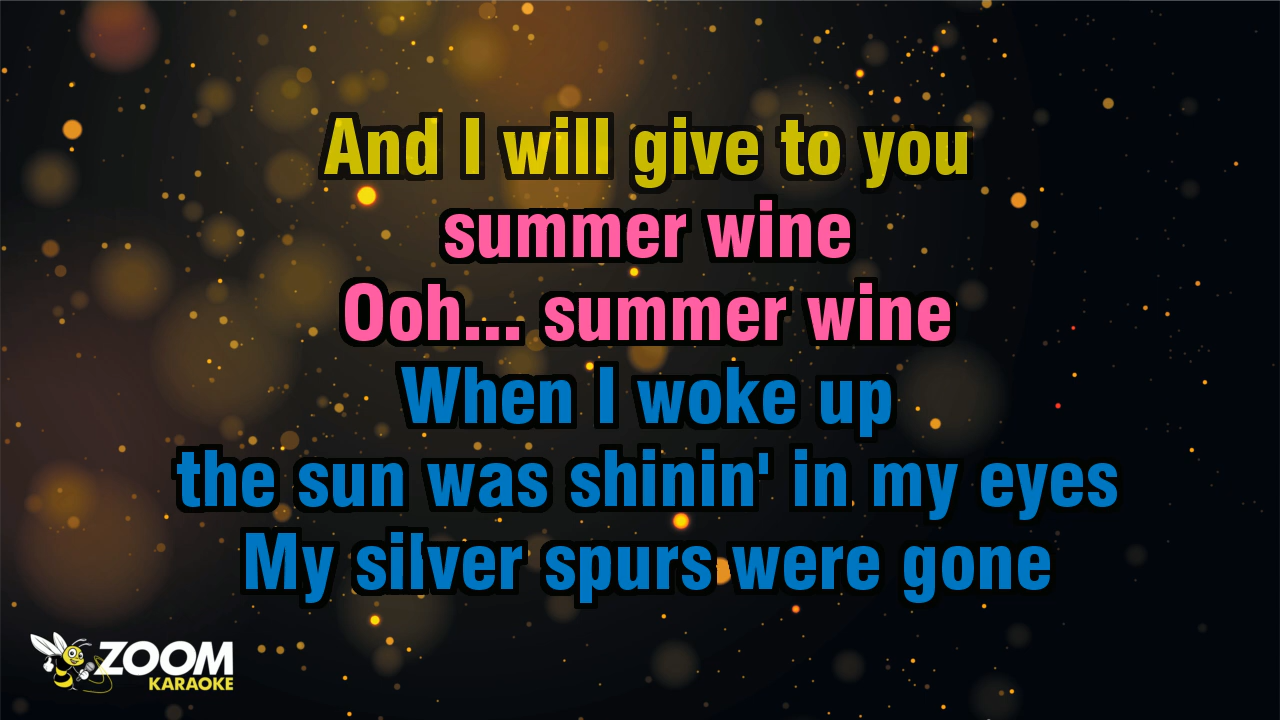 And I will give to you
summer wine
Ooh... summer wine
When I woke up
the sun was shinin' in my eyes
My silver spurs were gone
ZOOM
KARAOKE